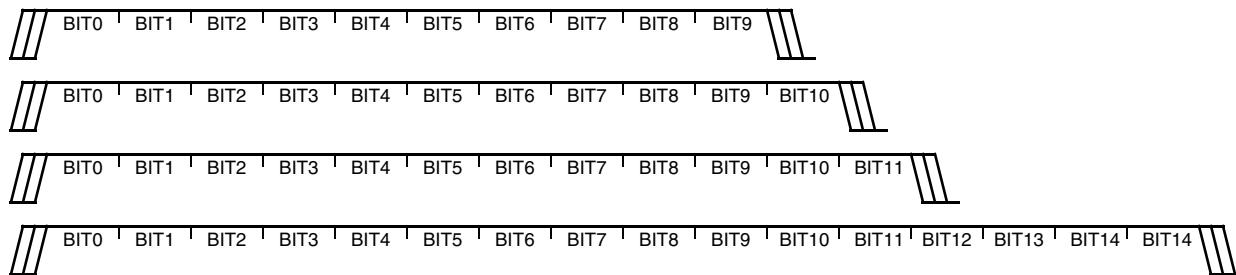 BIT0 BIT1 BIT2 BIT3 BIT4 BIT5 BIT6 BIT7 BIT8 BIT9
BIT0 BIT1 BIT2 BIT3 BIT4 BIT5 BIT6 BIT7 BIT8 BIT9 BIT10
BIT0 BIT1 BIT2 BIT3 BIT4 BIT5 BIT6 BIT7 BIT8 BIT9 BIT10 BIT11
BIT0 BIT1 BIT2 BIT3 BIT4 BIT5 BIT6 BIT7 BIT8 BIT9 BIT10 BIT11 BIT12 BIT13 BIT14 BIT14